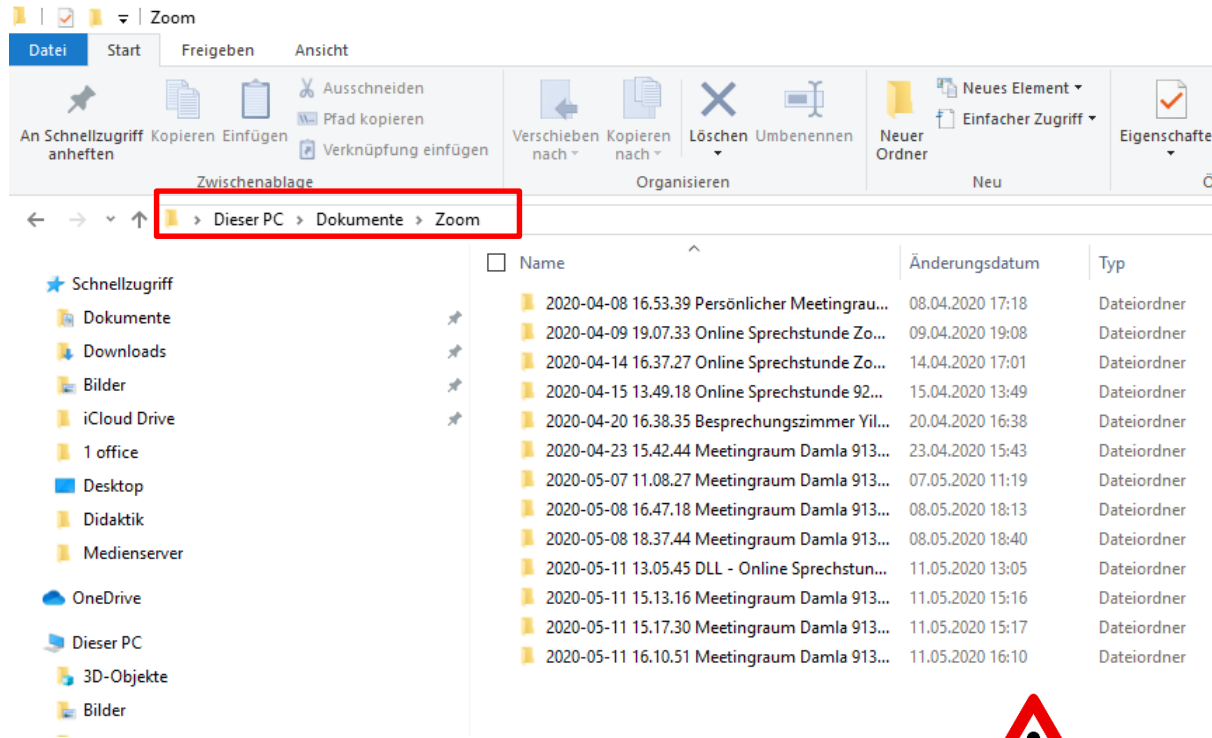 Zoom
Datei Start Freigeben Ansicht
An Schnellzugriff anheften
Kopieren
Einfügen
Ausschneiden
Pfad kopieren
Verknüpfung einfügen
Zwischenablage
Verschieben nach
Kopieren nach
Löschen
Umbenennen
Organisieren
Neuer Ordner
Neues Element
Einfacher Zugriff
Neu
Eigenschafte
Dieser PC > Dokumente > Zoom
Schnellzugriff
Dokumente
Downloads
Bilder
iCloud Drive
1 office
Desktop
Didaktik
Medienserver
OneDrive
Dieser PC
3D-Objekte
Bilder
Name Änderungsdatum Typ
2020-04-08 16.53.39 Persönlicher Meetingrau... 08.04.2020 17:18 Dateiordner
2020-04-09 19.07.33 Online Sprechstunde Zo... 09.04.2020 19:08 Dateiordner
2020-04-14 16.37.27 Online Sprechstunde Zo... 14.04.2020 17:01 Dateiordner
2020-04-15 13.49.18 Online Sprechstunde 92... 15.04.2020 13:49 Dateiordner
2020-04-20 16.38.35 Besprechungszimmer Yil... 20.04.2020 16:38 Dateiordner
2020-04-23 15.42.44 Meetingraum Damla 913... 23.04.2020 15:43 Dateiordner
2020-05-07 11.08.27 Meetingraum Damla 913... 07.05.2020 11:19 Dateiordner
2020-05-08 16.47.18 Meetingraum Damla 913... 08.05.2020 18:13 Dateiordner
2020-05-08 18.37.44 Meetingraum Damla 913... 08.05.2020 18:40 Dateiordner
2020-05-11 13.05.45 DLL - Online Sprechstun... 11.05.2020 13:05 Dateiordner
2020-05-11 15.13.16 Meetingraum Damla 913... 11.05.2020 15:16 Dateiordner
2020-05-11 15.17.30 Meetingraum Damla 913... 11.05.2020 15:17 Dateiordner
2020-05-11 16.10.51 Meetingraum Damla 913... 11.05.2020 16:10 Dateiordner